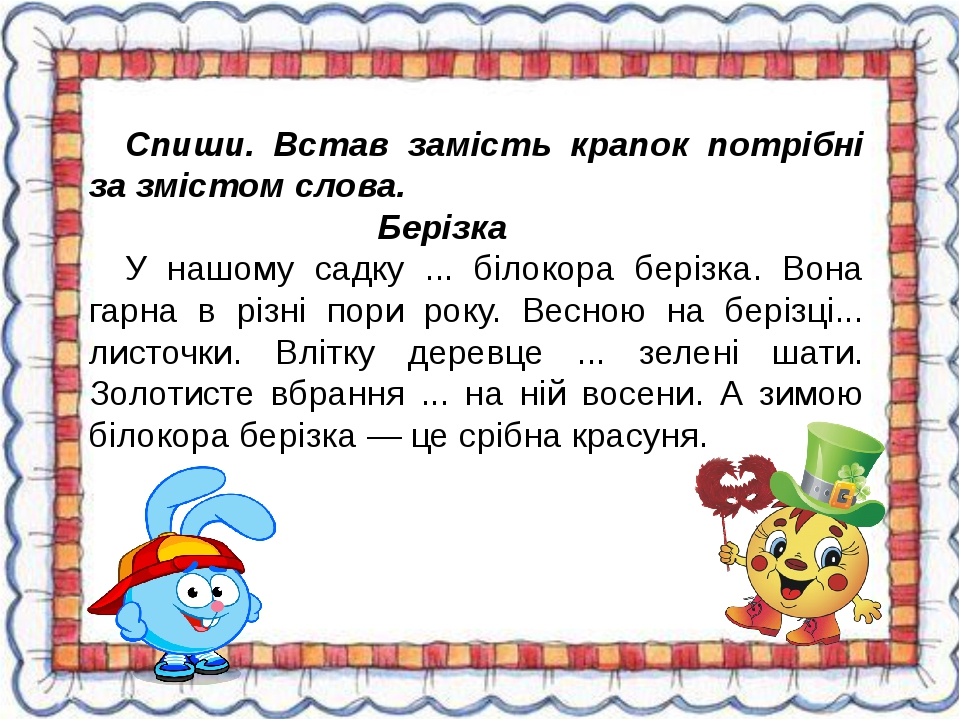 Спиши. Встав замість крапок потрібні
за змістом слова.
Берізка
У нашому садку ... білокора берізка. Вона
гарна в різні пори року. Весною на берізці...
листочки. Влітку деревце ... зелені шати.
Золотисте вбрання ... на ній восени. А зимою
білокора берізка — це срібна красуня.